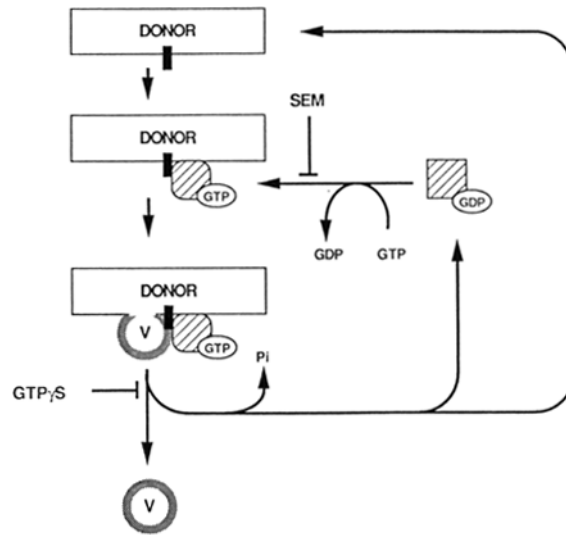 DONOR
SEM
DONOR
GTP
GDP
GDP GTP
DONOR
V
GTP
Pi
GTPγS
V